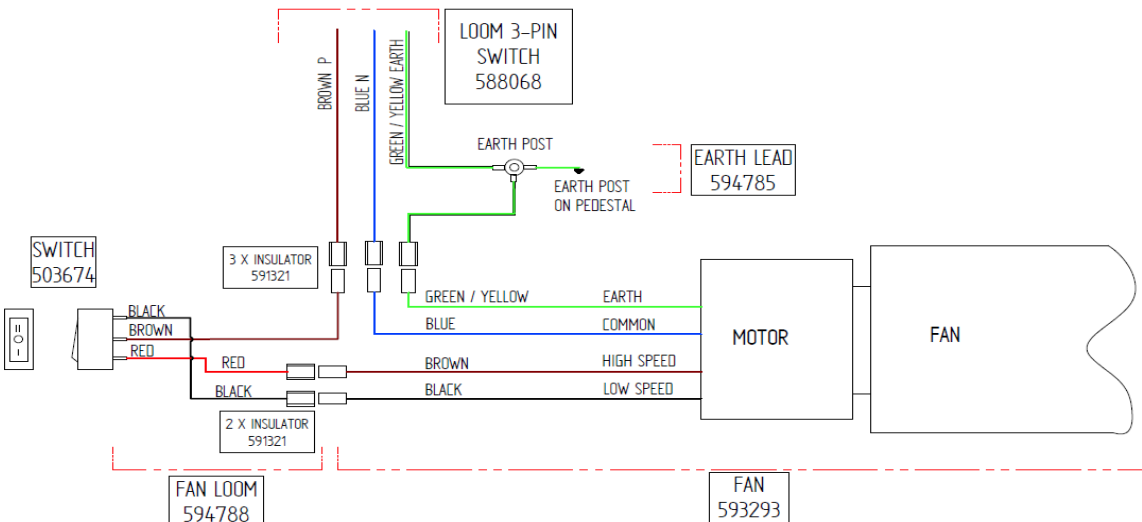 LOOM 3-PIN
SWITCH
588068
BROWN P
BLUE N
GREEN / YELLOW EARTH
EARTH POST
EARTH POST
ON PEDESTAL
EARTH LEAD
594785
SWITCH
503674
3 X INSULATOR
591321
II
O
I
BLACK
BROWN
RED
RED
BLACK
GREEN / YELLOW
EARTH
BLUE
COMMON
BROWN
HIGH SPEED
BLACK
LOW SPEED
MOTOR
FAN
2 X INSULATOR
591321
FAN LOOM
594788
FAN
593293